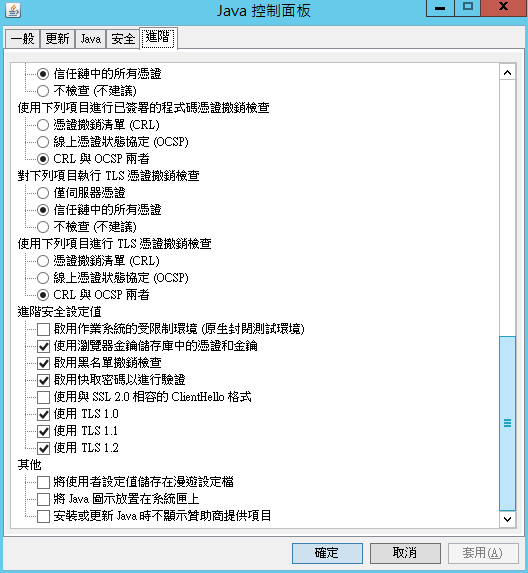 Java 控制面板
一般 更新 Java 安全 進階
信任鏈中的所有憑證
不檢查 (不建議)
使用下列項目進行已簽署的程式碼憑證撤銷檢查
憑證撤銷清單 (CRL)
線上憑證狀態協定 (OCSP)
CRL 與 OCSP 兩者
對下列項目執行 TLS 憑證撤銷檢查
僅伺服器憑證
信任鏈中的所有憑證
不檢查 (不建議)
使用下列項目進行 TLS 憑證撤銷檢查
憑證撤銷清單 (CRL)
線上憑證狀態協定 (OCSP)
CRL 與 OCSP 兩者
進階安全設定值
啟用作業系統的受限制環境 (原生封閉測試環境)
使用瀏覽器金鑰儲存庫中的憑證和金鑰
啟用黑名單撤銷檢查
啟用快取密碼以進行驗證
使用與 SSL 2.0 相容的 ClientHello 格式
使用 TLS 1.0
使用 TLS 1.1
使用 TLS 1.2
其他
將使用者設定值儲存在漫遊設定檔
將 Java 圖示放置在系統匣上
安裝或更新 Java 時不顯示贊助商提供項目
確定 取消 套用(A)